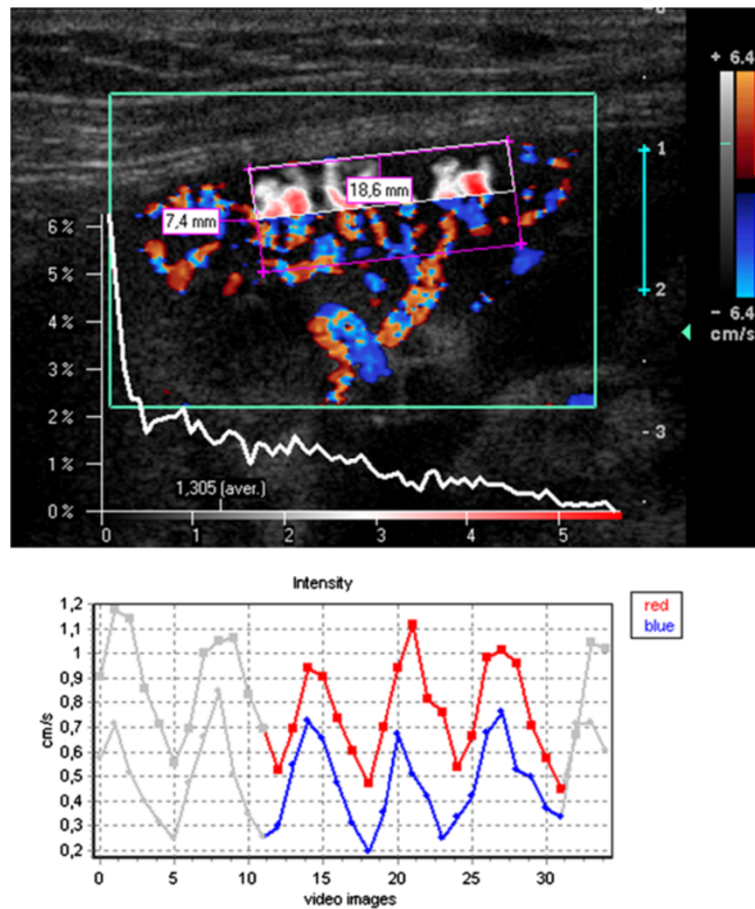 + 6.4
1
18,6 mm
7,4 mm
6%
5%
2
- 6.4
cm/s
4%
3%
2%
3
1%
1,305 (aver.)
0%
0 1 2 3 4 5
Intensity
red
blue
1,2
1,1
1
0,9
0,8
0,7
0,6
0,5
0,4
0,3
0,2
cm/s
0 5 10 15 20 25 30
video images